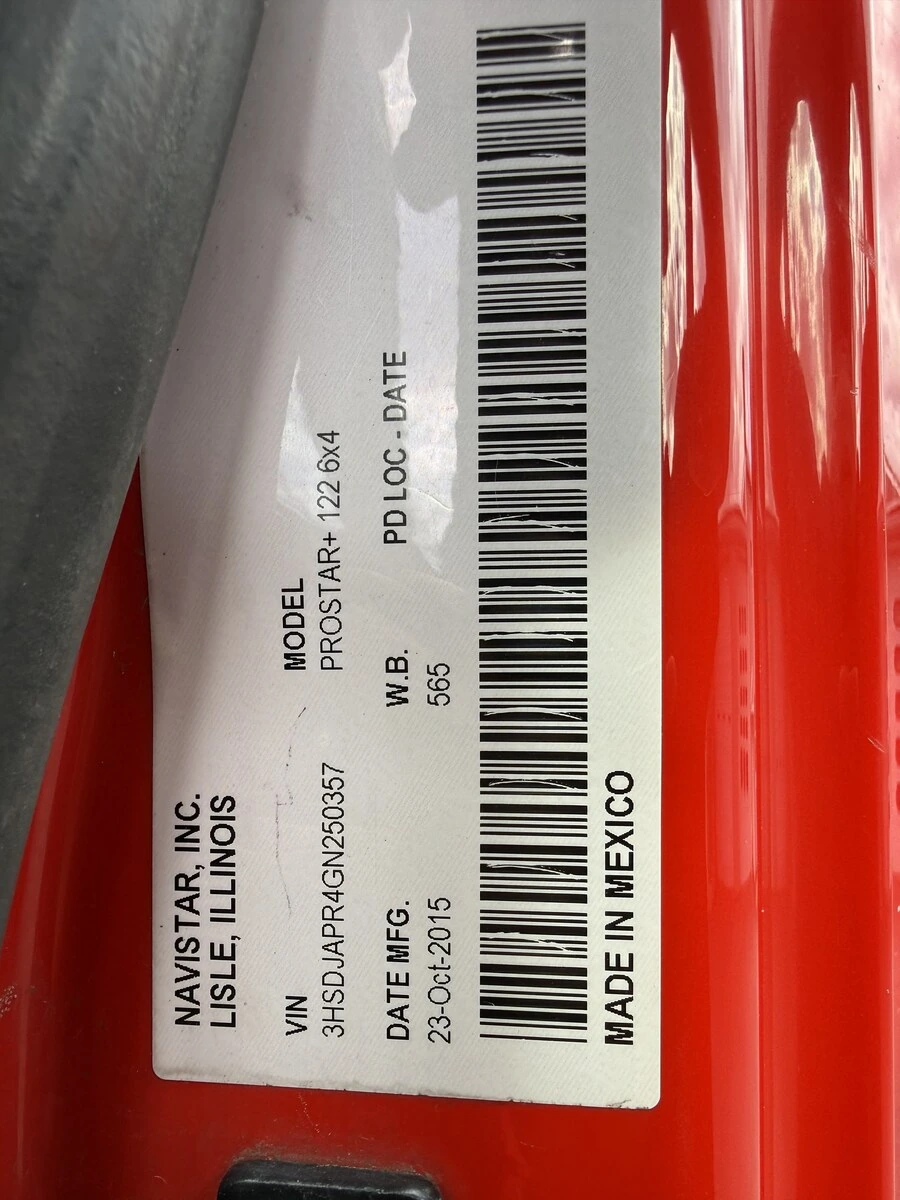 NAVISTAR, INC.
LISLE, ILLINOIS
VIN MODEL
3HSDJAPR4GN250357 PROSTAR+ 122 6x4
DATE MFG. W.B. PD LOC - DATE
23-Oct-2015 565
MADE IN MEXICO